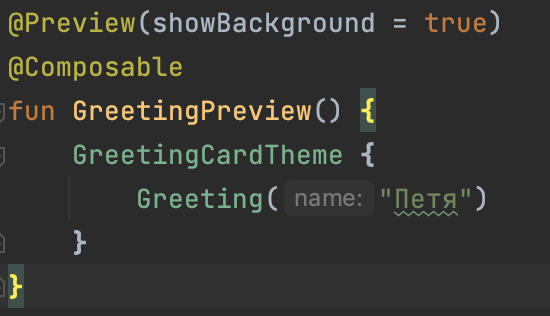 @Preview(showBackground = true)
@Composable
fun GreetingPreview() {
    GreetingCardTheme {
        Greeting( name: "Петя")
    }
}